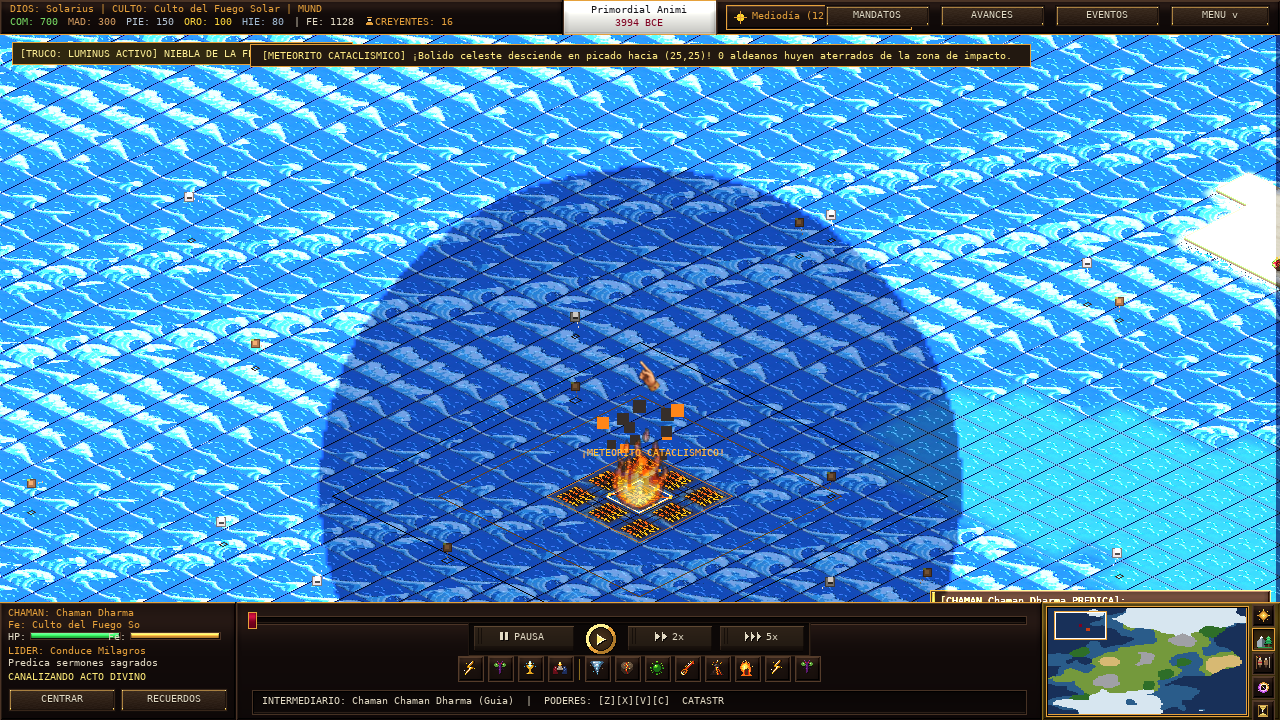 DIOS: Solarius | CULTO: Culto del Fuego Solar | MUND
COM: 700 MAD: 300 PIE: 150 ORO: 100 HIE: 80 | FE: 1128 CREYENTES: 16
Primordial Animi
3994 BCE
Mediodia (12
MANDATOS
AVANCES
EVENTOS
MENU v
[TRUCO: LUMINUS ACTIVO] NIEBLA DE LA F
[METEORITO CATACLISMICO] ¡Bolido celeste desciende en picado hacia (25,25)! 0 aldeanos huyen aterrados de la zona de impacto.
¡METEORITO CATACLISMICO!
[CHAMAN Chaman Dharma PREDICA]:
CHAMAN: Chaman Dharma
Fe: Culto del Fuego So
HP: FE:
LIDER: Conduce Milagros
Predica sermones sagrados
CANALIZANDO ACTO DIVINO
CENTRAR
RECUERDOS
PAUSA
2x
5x
INTERMEDIARIO: Chaman Chaman Dharma (Guia) | PODERES: [Z][X][V][C] CATASTR